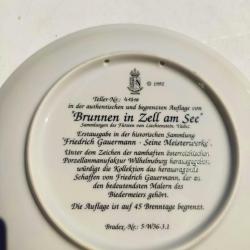 © 1992
Teller-Nr.:
in der authentischen und begrenzten Auflage von
"Brunnen in Zell am See"
Sammlungen des Fürsten von Liechtenstein, Vaduz
Erstausgabe in der historischen Sammlung
"Friedrich Gauermann - Seine Meisterwerke".
Unter dem Zeichen der namhaften österreichischen
Porzellanmanufaktur Wilhelmsburg herausgegeben,
würdigt die Kollektion das herausragende
Schaffen von Friedrich Gauermann, der zu
den bedeutendsten Malern des
Biedermeiers gehört.
Die Auflage ist auf 45 Brenntage begrenzt.
Bradex-Nr.: 5-W36-3.1